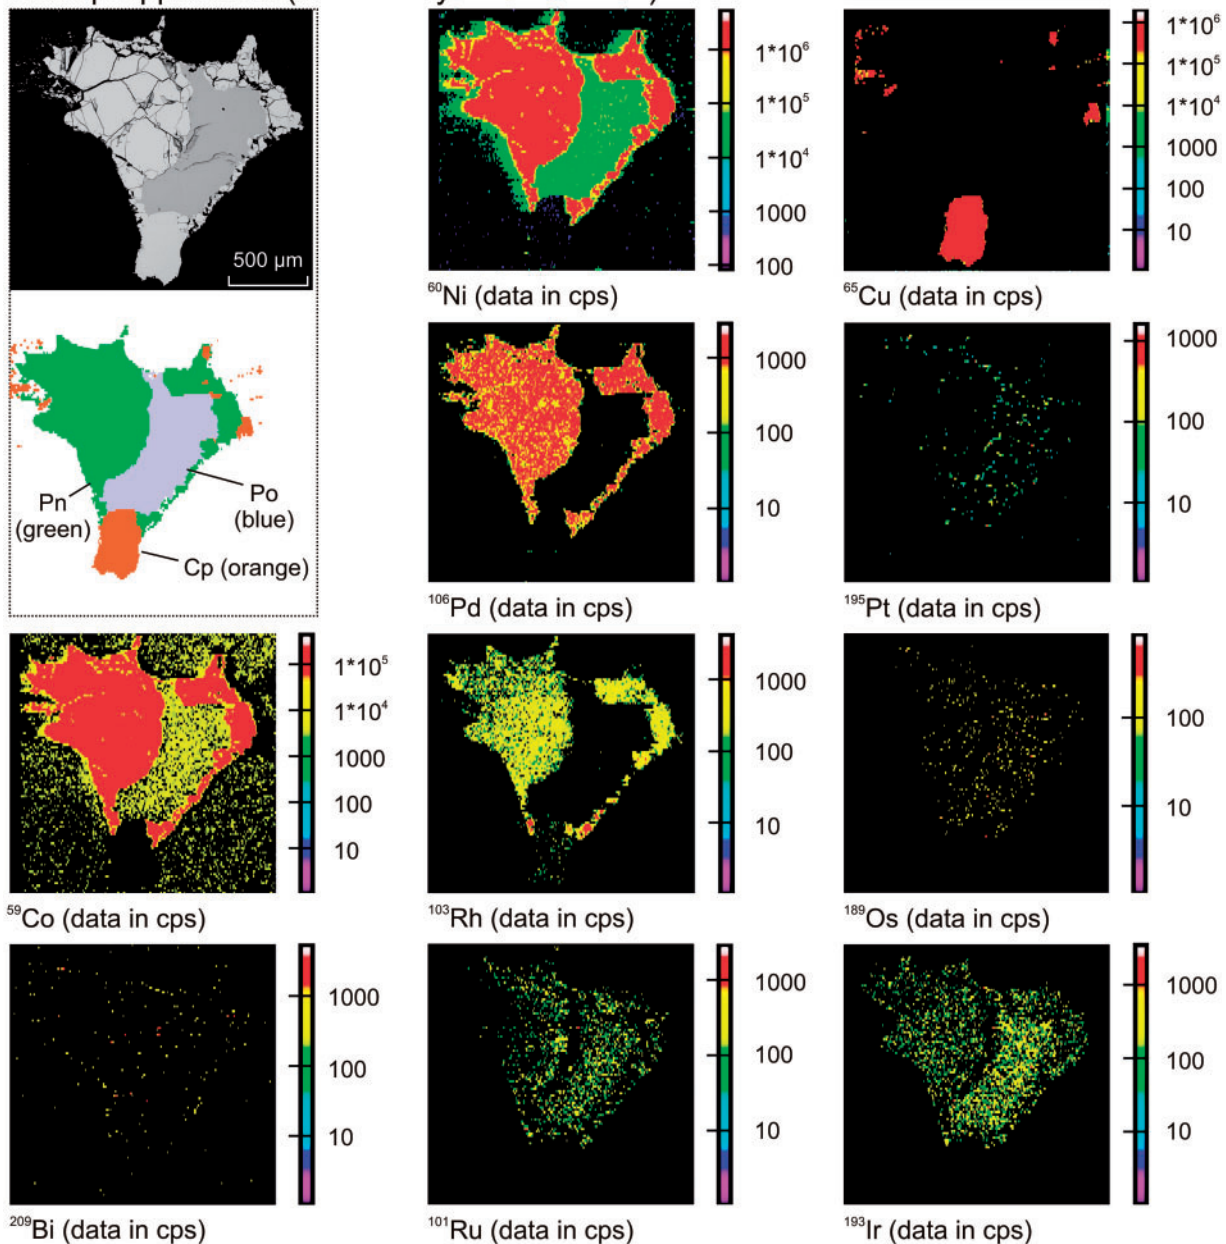 500 µm
Pn
(green)
Po
(blue)
Cp (orange)
1*10⁶
1*10⁵
1*10⁴
1000
100
⁶⁰Ni (data in cps)
1*10⁶
1*10⁵
1*10⁴
1000
100
10
⁶⁵Cu (data in cps)
1000
100
10
¹⁰⁶Pd (data in cps)
1000
100
10
¹⁹⁵Pt (data in cps)
1*10⁵
1*10⁴
1000
100
10
⁵⁹Co (data in cps)
1000
100
10
¹⁰³Rh (data in cps)
100
10
¹⁸⁹Os (data in cps)
1000
100
10
²⁰⁹Bi (data in cps)
1000
100
10
¹⁰¹Ru (data in cps)
1000
100
10
¹⁹³Ir (data in cps)